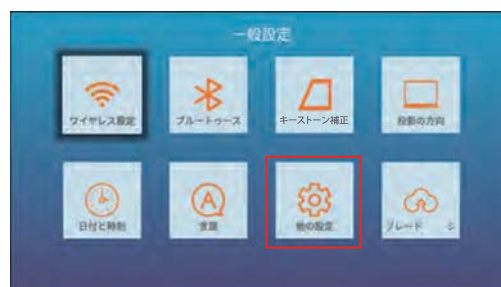 一般設定
ワイヤレス設定 ブルートゥース キーストーン補正 投影の方向
日付と時刻 言語 他の設定